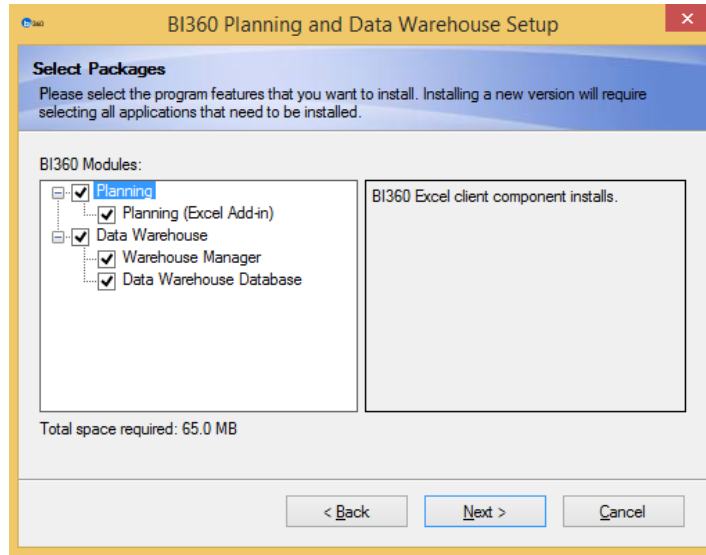 BI360 Planning and Data Warehouse Setup
Select Packages
Please select the program features that you want to install. Installing a new version will require
selecting all applications that need to be installed.
BI360 Modules:
Planning
Planning (Excel Add-in)
Data Warehouse
Warehouse Manager
Data Warehouse Database
BI360 Excel client component installs.
Total space required: 65.0 MB
< Back
Next >
Cancel